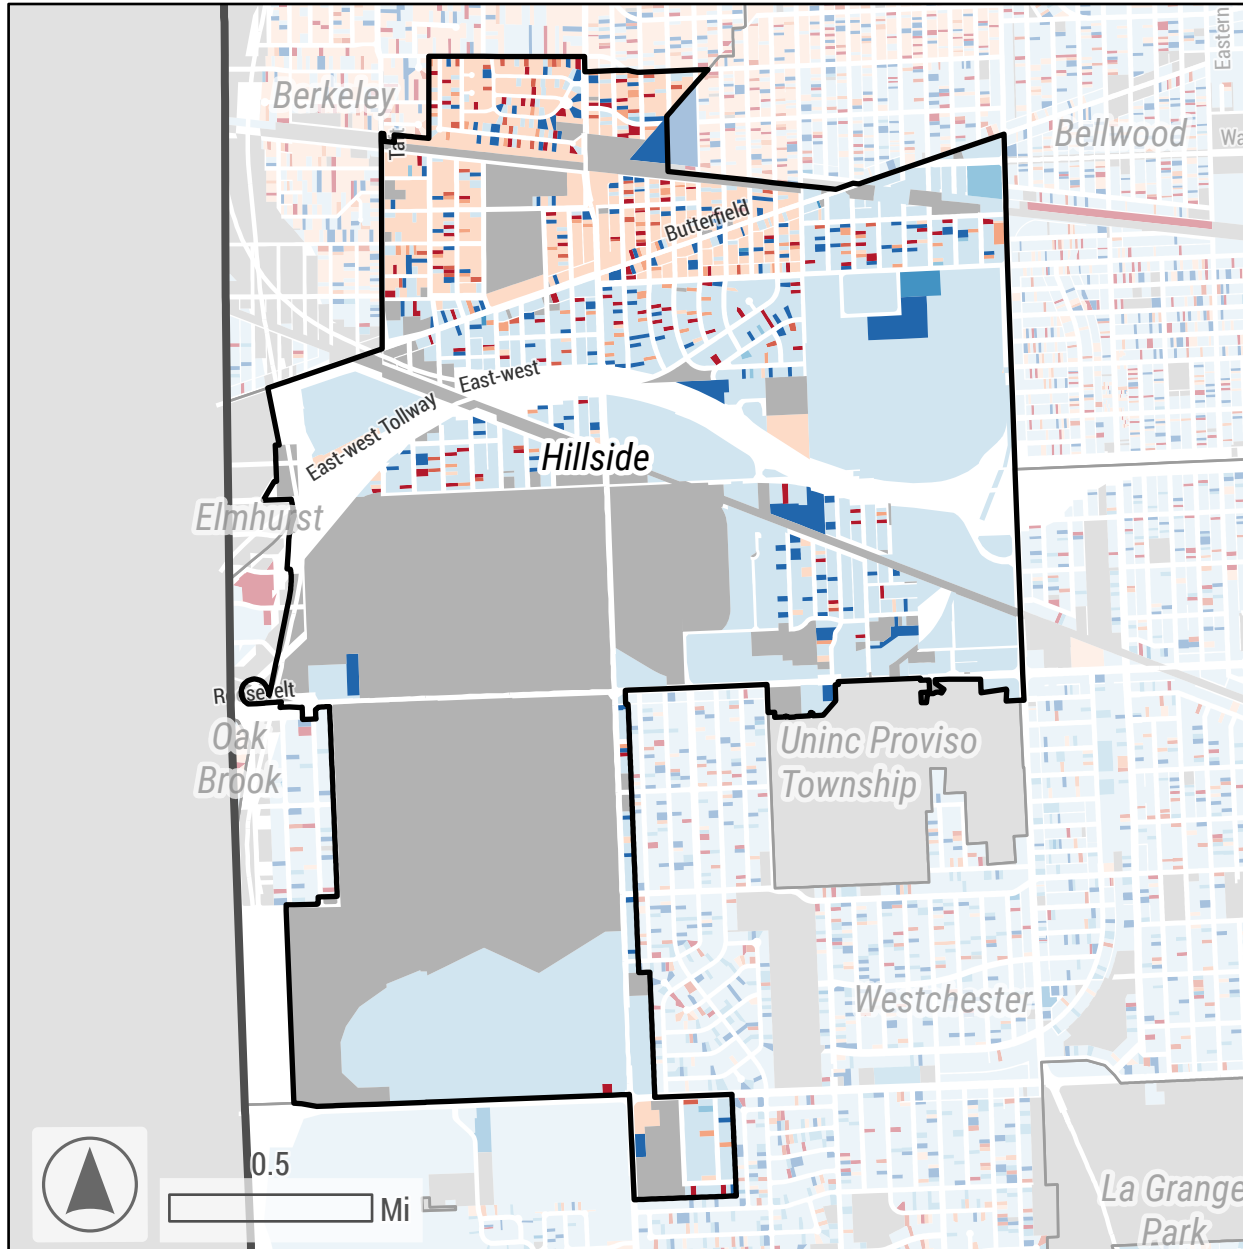 Eastern
Berkeley
Bellwood
Butterfield
East-west
East-west Tollway
Hillside
Elmhurst
Oak
Brook
Uninc Proviso
Township
Westchester
0.5
Mi
La Grange
Park